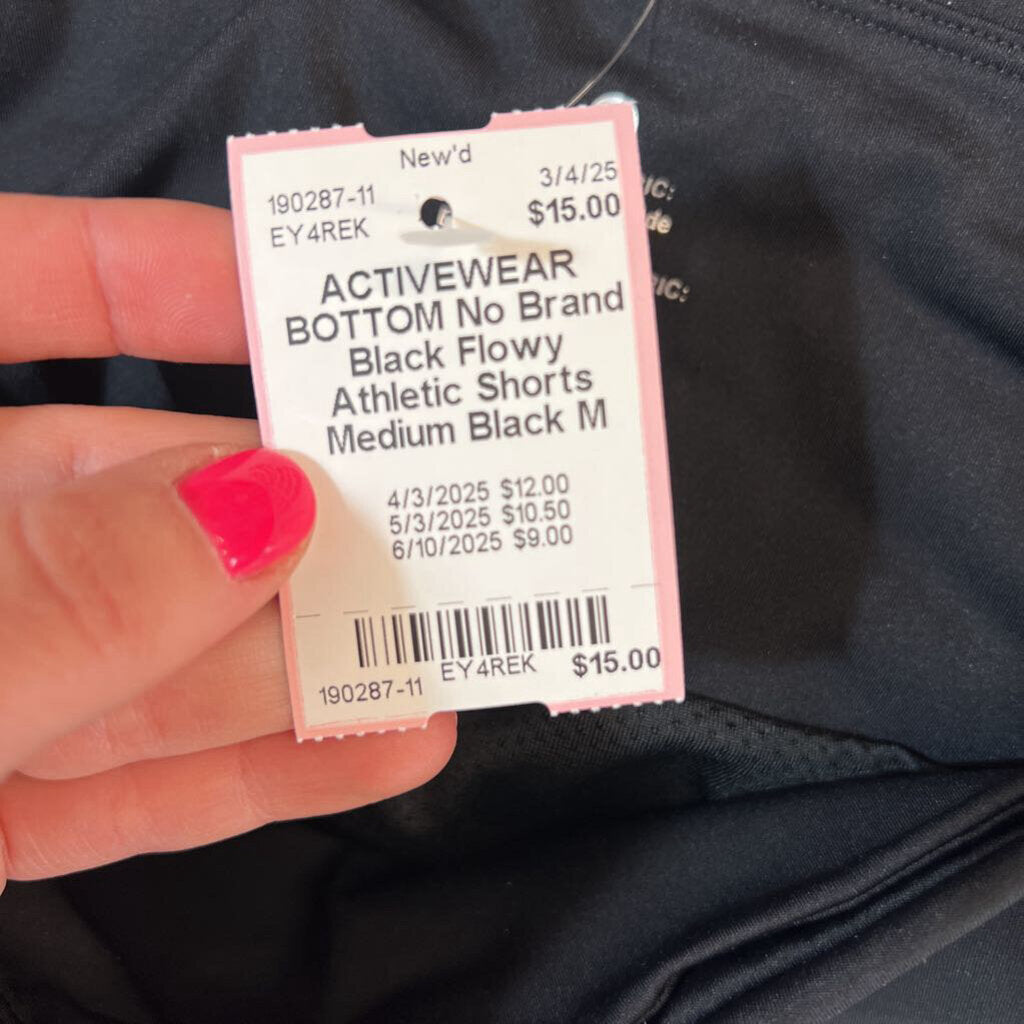 New'd
190287-11 3/4/25
EY4REK $15.00
ACTIVEWEAR
BOTTOM No Brand
Black Flowy
Athletic Shorts
Medium Black M
4/3/2025 $12.00
5/3/2025 $10.50
6/10/2025 $9.00
EY4REK $15.00
190287-11